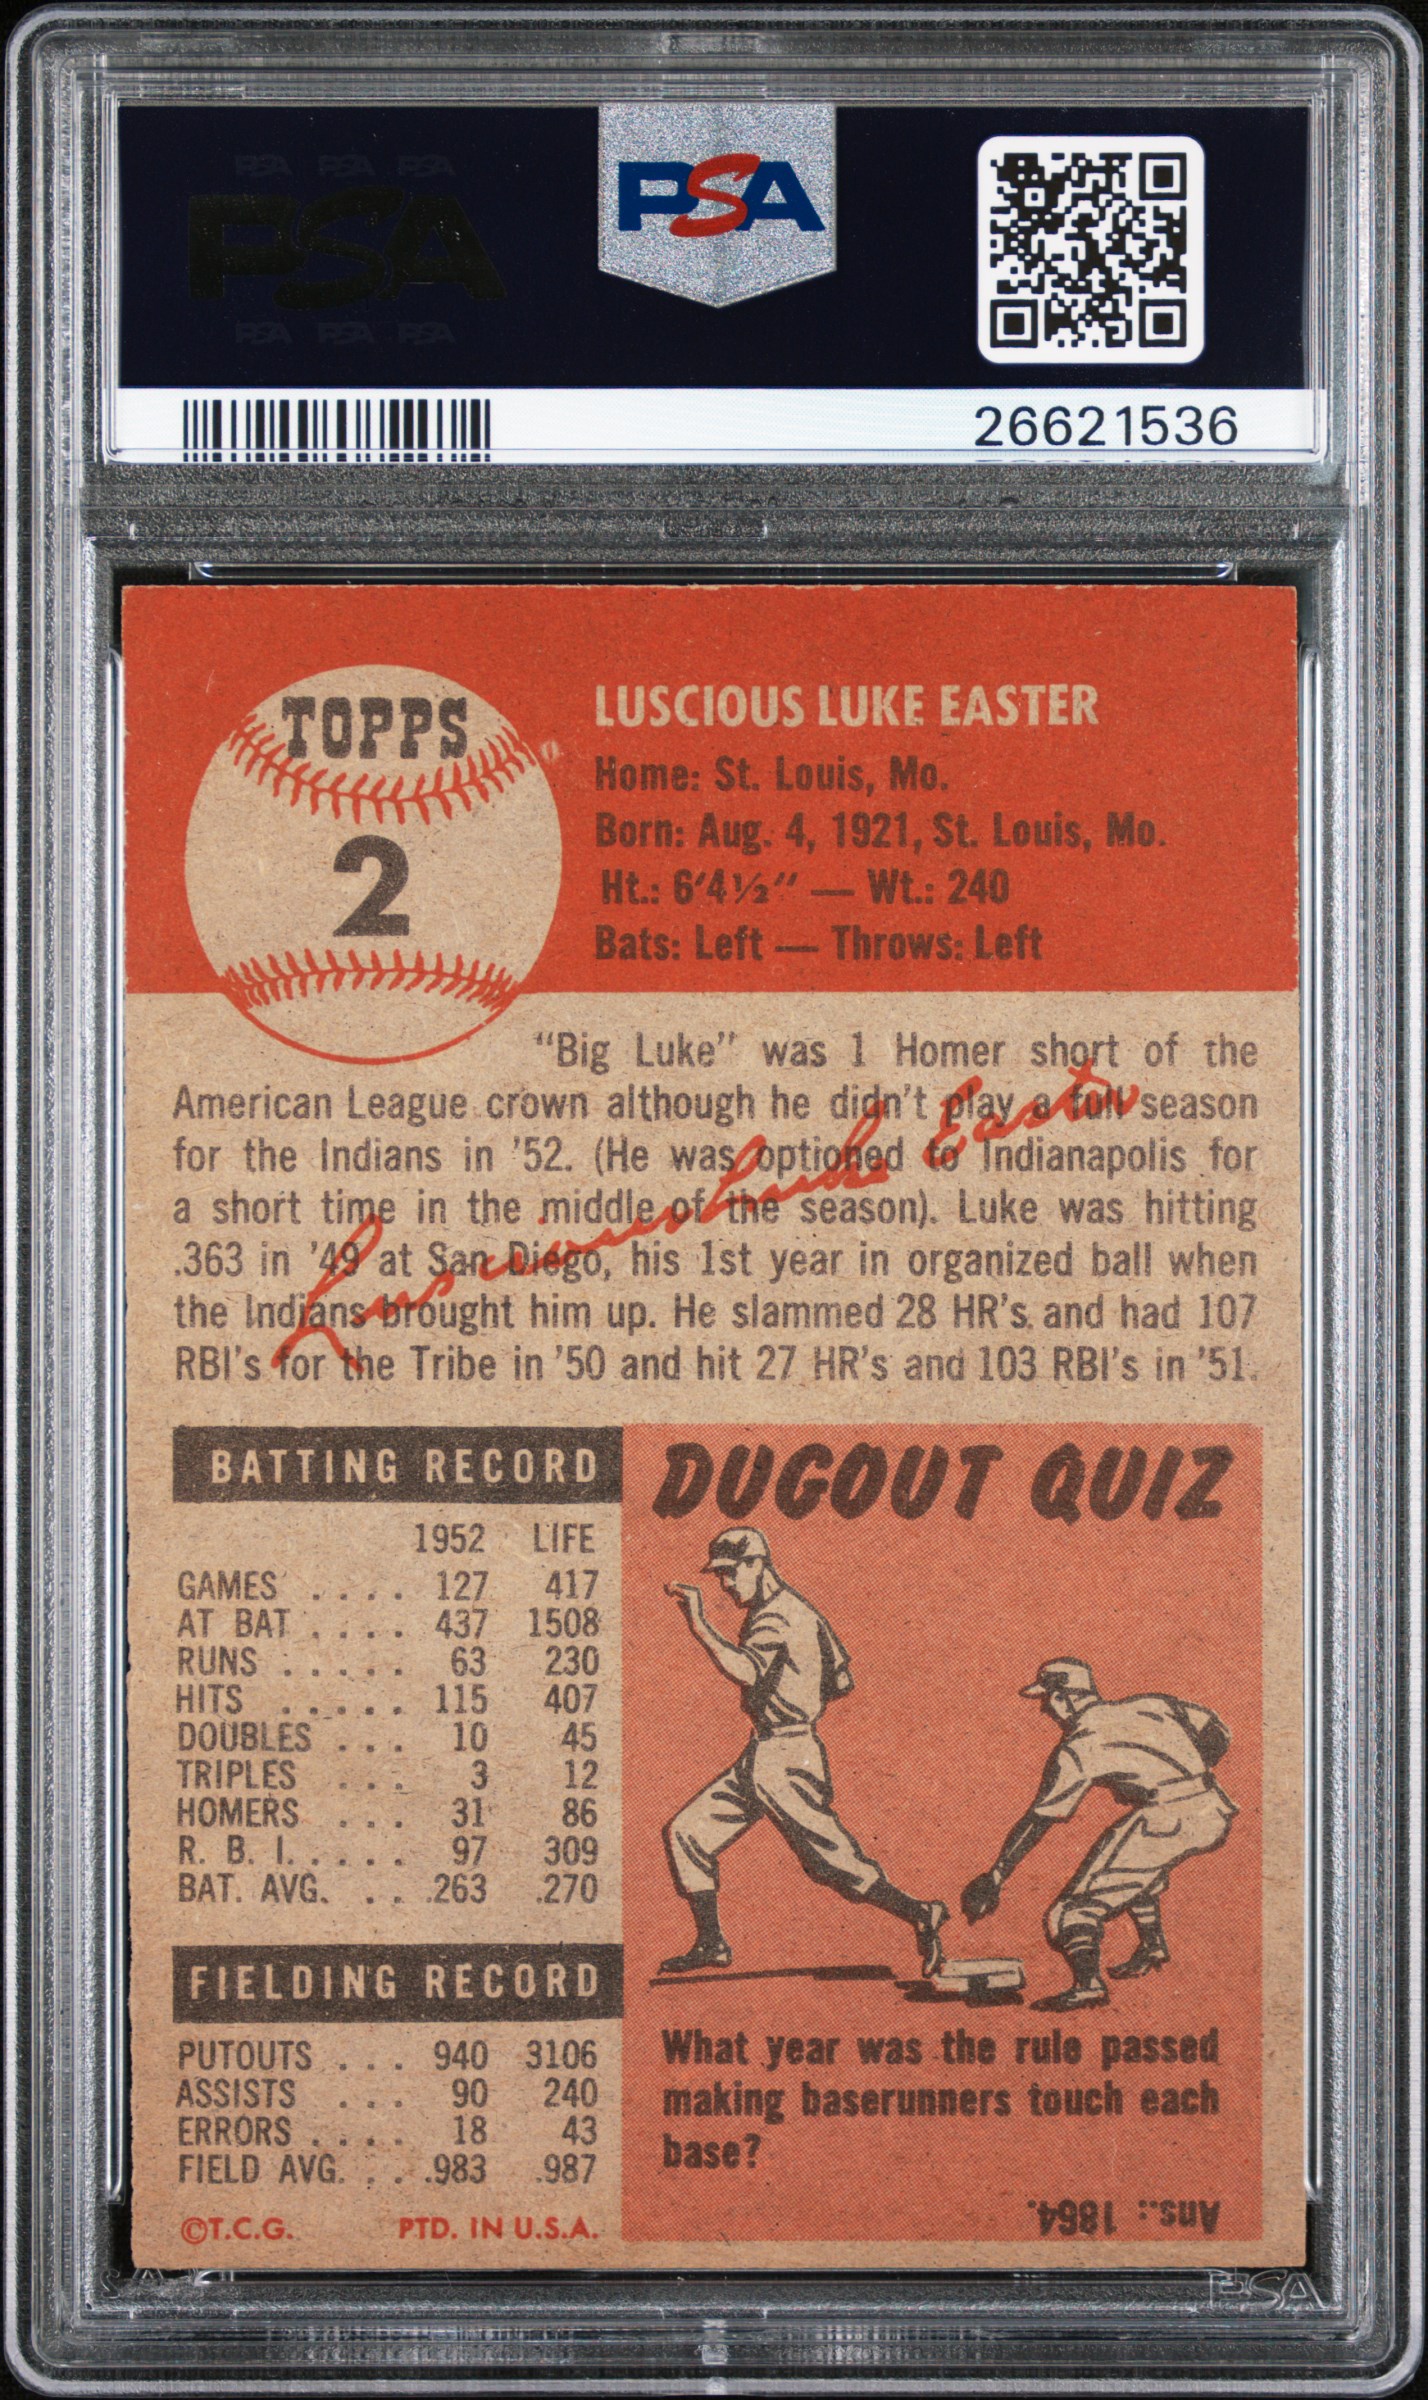 PSA PSA PSA
PSA
PSA PSA PSA
PSA
26621536
TOPPS
2
LUSCIOUS LUKE EASTER
Home: St. Louis, Mo.
Born: Aug. 4, 1921, St. Louis, Mo.
Ht.: 6'4½" — Wt.: 240
Bats: Left — Throws: Left
"Big Luke" was 1 Homer short of the
American League crown although he didn't play a full season
for the Indians in '52. (He was optioned to Indianapolis for
a short time in the middle of the season). Luke was hitting
.363 in '49 at San Diego, his 1st year in organized ball when
the Indians brought him up. He slammed 28 HR's and had 107
RBI's for the Tribe in '50 and hit 27 HR's and 103 RBI's in '51.
Luscious Luke Easter
BATTING RECORD
1952 LIFE
GAMES . . . . 127 417
AT BAT . . . . 437 1508
RUNS . . . . . 63 230
HITS . . . . . 115 407
DOUBLES . . . 10 45
TRIPLES . . . 3 12
HOMERS . . . 31 86
R. B. I. . . . . 97 309
BAT. AVG. . . .263 .270
FIELDING RECORD
PUTOUTS . . . 940 3106
ASSISTS . . . 90 240
ERRORS . . . . 18 43
FIELD AVG. . . .983 .987
©T.C.G. PTD. IN U.S.A.
DUGOUT QUIZ
What year was the rule passed
making baserunners touch each
base?
Ans.: 1864.
PSA